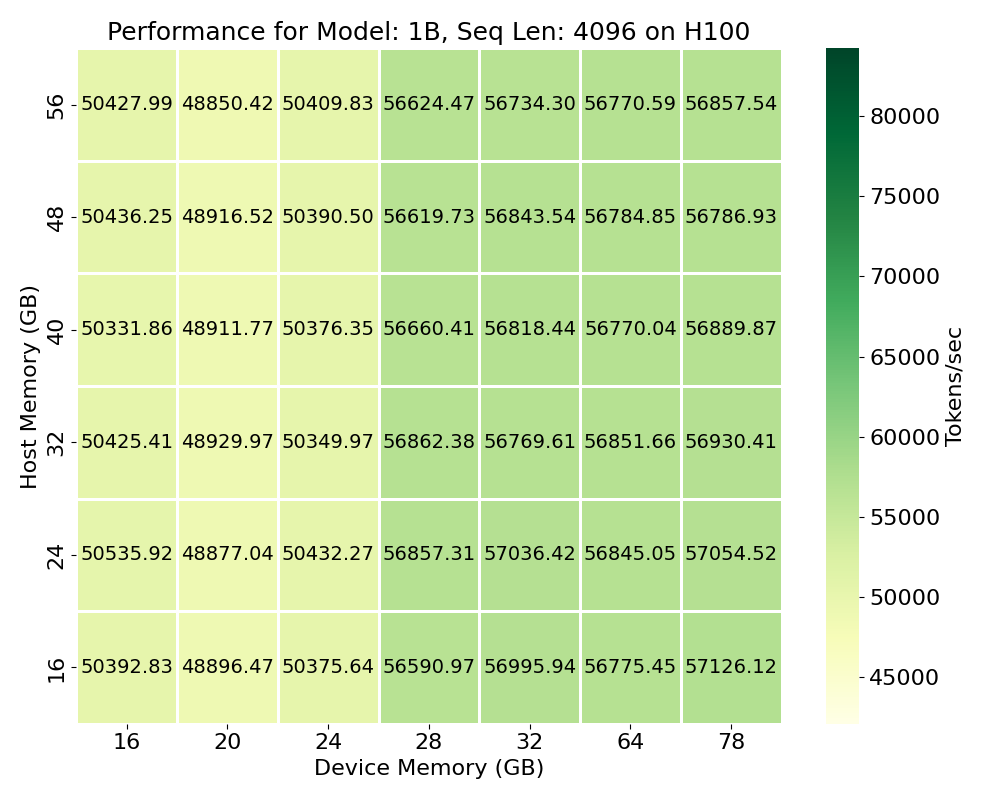 Performance for Model: 1B, Seq Len: 4096 on H100
56 50427.99 48850.42 50409.83 56624.47 56734.30 56770.59 56857.54
48 50436.25 48916.52 50390.50 56619.73 56843.54 56784.85 56786.93
40 50331.86 48911.77 50376.35 56660.41 56818.44 56770.04 56889.87
32 50425.41 48929.97 50349.97 56862.38 56769.61 56851.66 56930.41
24 50535.92 48877.04 50432.27 56857.31 57036.42 56845.05 57054.52
16 50392.83 48896.47 50375.64 56590.97 56995.94 56775.45 57126.12
16 20 24 28 32 64 78
Device Memory (GB)
Host Memory (GB)
80000
75000
70000
65000
60000
55000
50000
45000
Tokens/sec